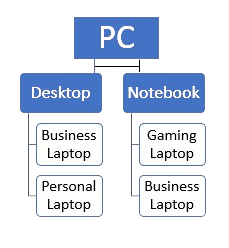 PC
Desktop
Notebook
Business
Laptop
Gaming
Laptop
Personal
Laptop
Business
Laptop